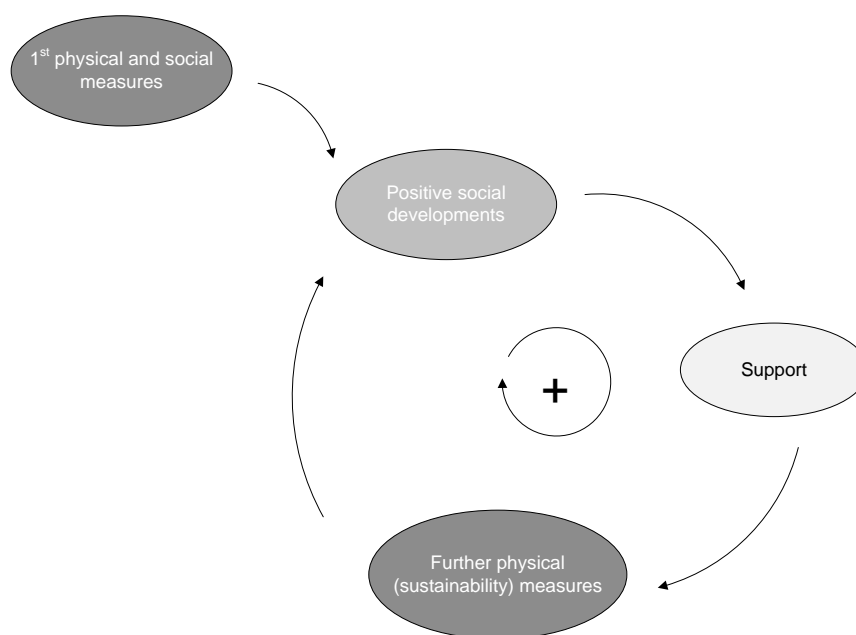 1st physical and social
measures
Positive social
developments
Support
+
Further physical
(sustainability) measures